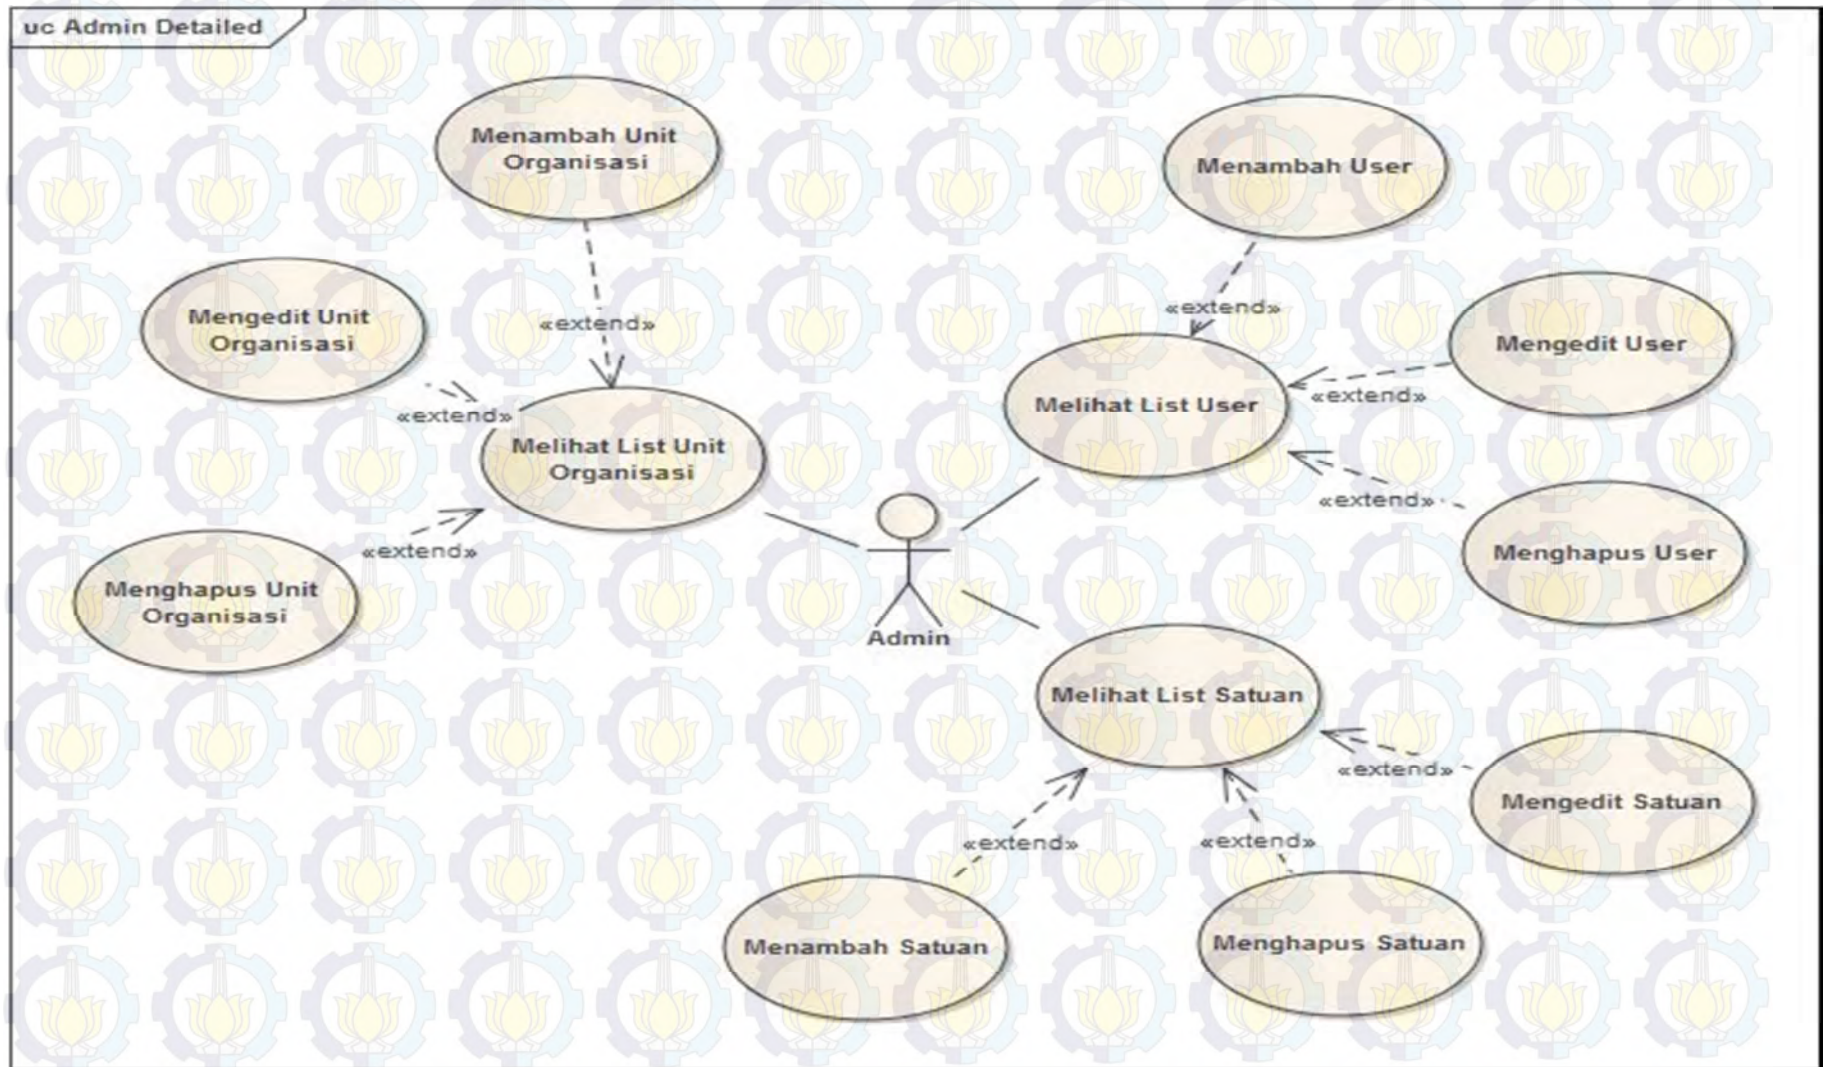 uc Admin Detailed
Menambah Unit
Organisasi
Menambah User
Mengedit Unit
Organisasi
«extend»
«extend»
Mengedit User
«extend»
Melihat List User
«extend»
Melihat List Unit
Organisasi
«extend»
«extend»
Menghapus User
Menghapus Unit
Organisasi
Admin
Melihat List Satuan
«extend»
Mengedit Satuan
«extend»
«extend»
Menambah Satuan
Menghapus Satuan